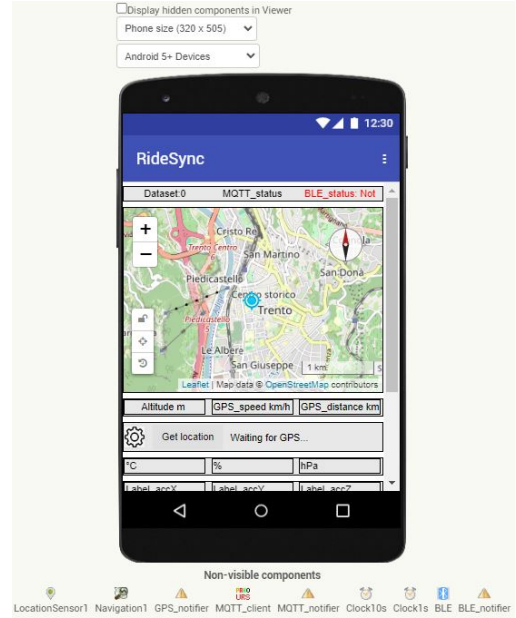 Display hidden components in Viewer
Phone size (320 x 505)
Android 5+ Devices
12:30
RideSync
Dataset:0 MQTT_status BLE_status: Not
+
−
Cristo Re
Trento Centro
San Martino
San Donà
Piedicastello
Centro storico
Trento
Piedicastello
Le Albere
San Giuseppe
1 km
Leaflet | Map data © OpenStreetMap contributors
Altitude m GPS_speed km/h GPS_distance km
Get location Waiting for GPS...
°C % hPa
Label_accX Label_accY Label_accZ
Non-visible components
LocationSensor1 Navigation1 GPS_notifier MQTT_client MQTT_notifier Clock10s Clock1s BLE BLE_notifier